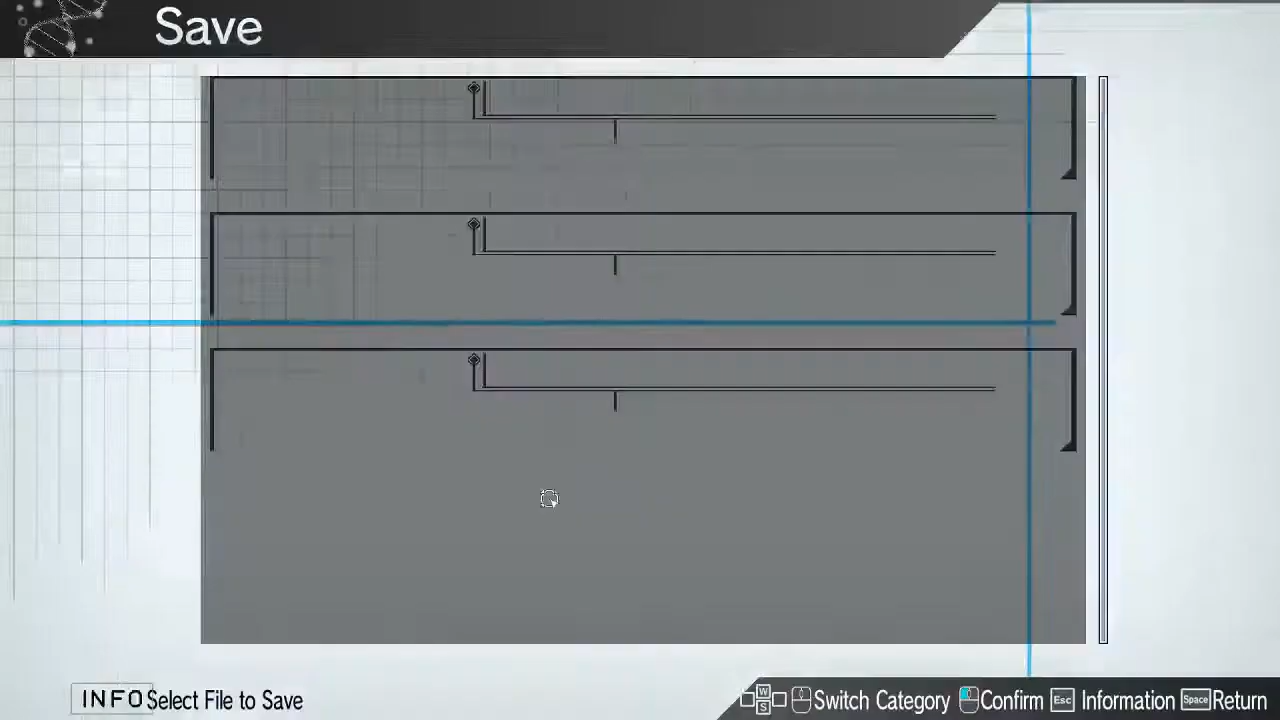 Save
INFO Select File to Save
W S Switch Category Confirm Esc Information Space Return